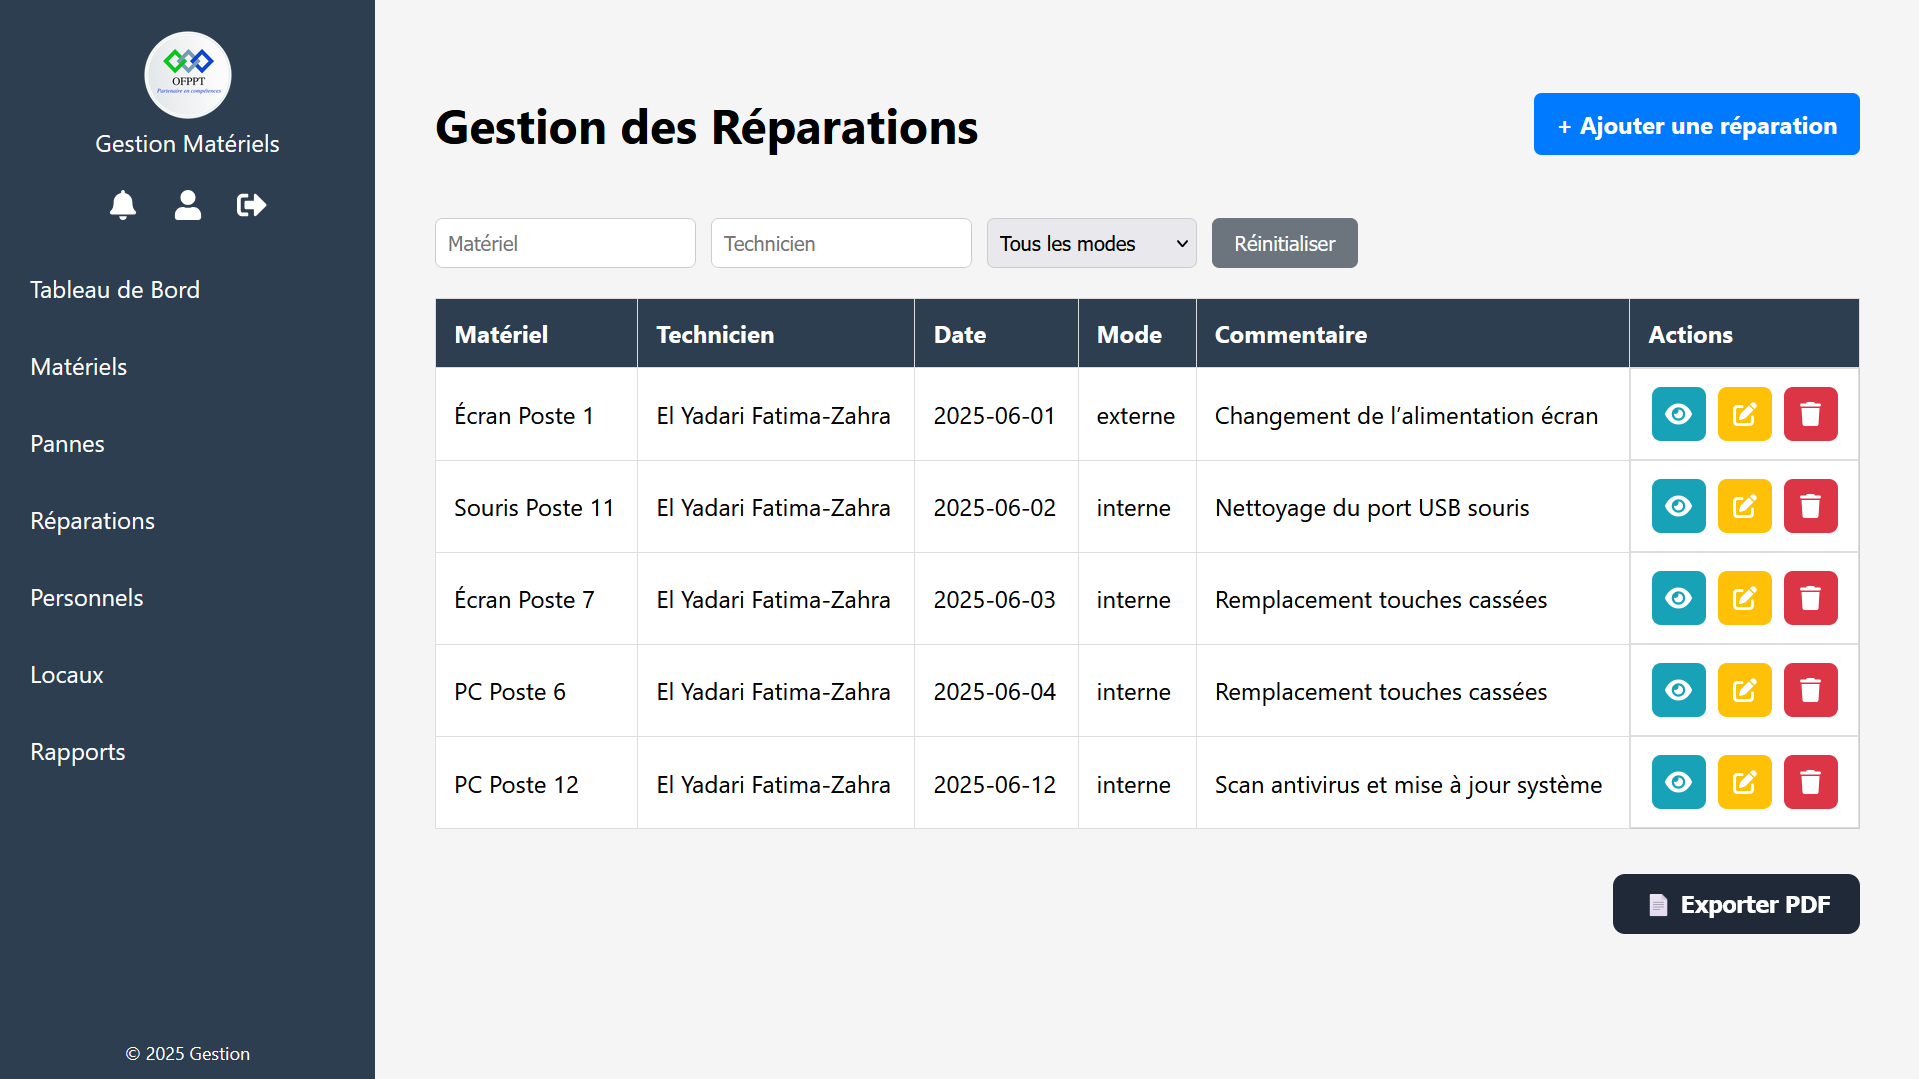 OFPPT
Partenaire en compétences
Gestion Matériels
Tableau de Bord
Matériels
Pannes
Réparations
Personnels
Locaux
Rapports
© 2025 Gestion
Gestion des Réparations
+ Ajouter une réparation
Matériel
Technicien
Tous les modes
Réinitialiser
Matériel Technicien Date Mode Commentaire Actions
Écran Poste 1 El Yadari Fatima-Zahra 2025-06-01 externe Changement de l’alimentation écran
Souris Poste 11 El Yadari Fatima-Zahra 2025-06-02 interne Nettoyage du port USB souris
Écran Poste 7 El Yadari Fatima-Zahra 2025-06-03 interne Remplacement touches cassées
PC Poste 6 El Yadari Fatima-Zahra 2025-06-04 interne Remplacement touches cassées
PC Poste 12 El Yadari Fatima-Zahra 2025-06-12 interne Scan antivirus et mise à jour système
Exporter PDF